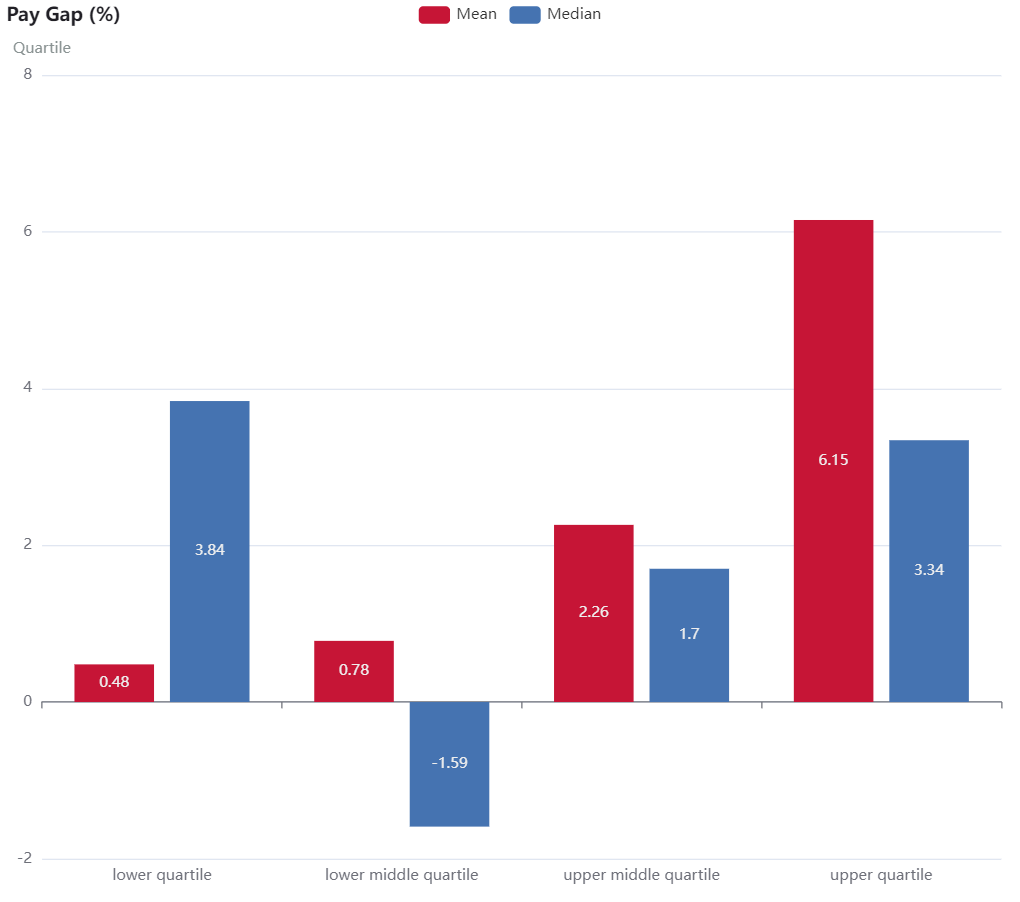 Pay Gap (%)
Mean
Median
Quartile
8
6
4
2
0
-2
0.48
3.84
0.78
-1.59
2.26
1.7
6.15
3.34
lower quartile
lower middle quartile
upper middle quartile
upper quartile